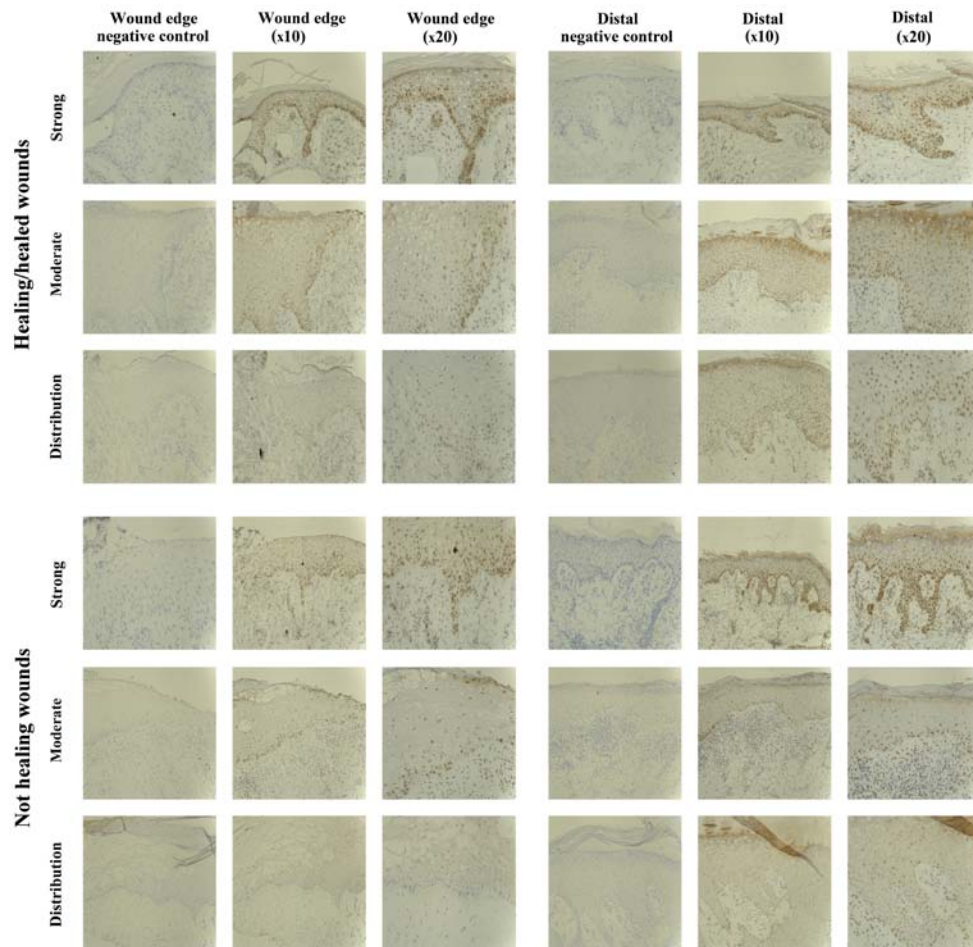 Wound edge
negative control
Wound edge
(x10)
Wound edge
(x20)
Distal
negative control
Distal
(x10)
Distal
(x20)
Healing/healed wounds
Strong
Moderate
Distribution
Not healing wounds
Strong
Moderate
Distribution